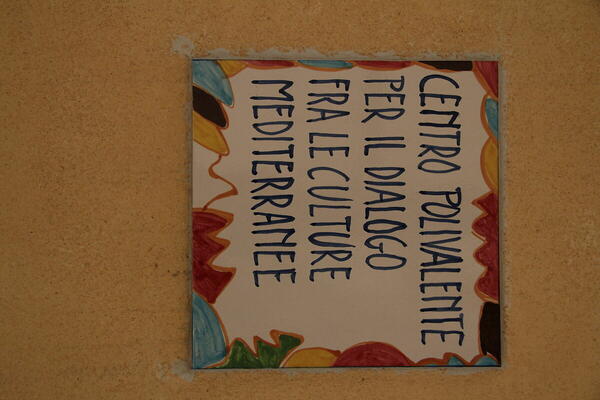 CENTRO POLIVALENTE
PER IL DIALOGO
FRA LE CULTURE
MEDITERRANEE